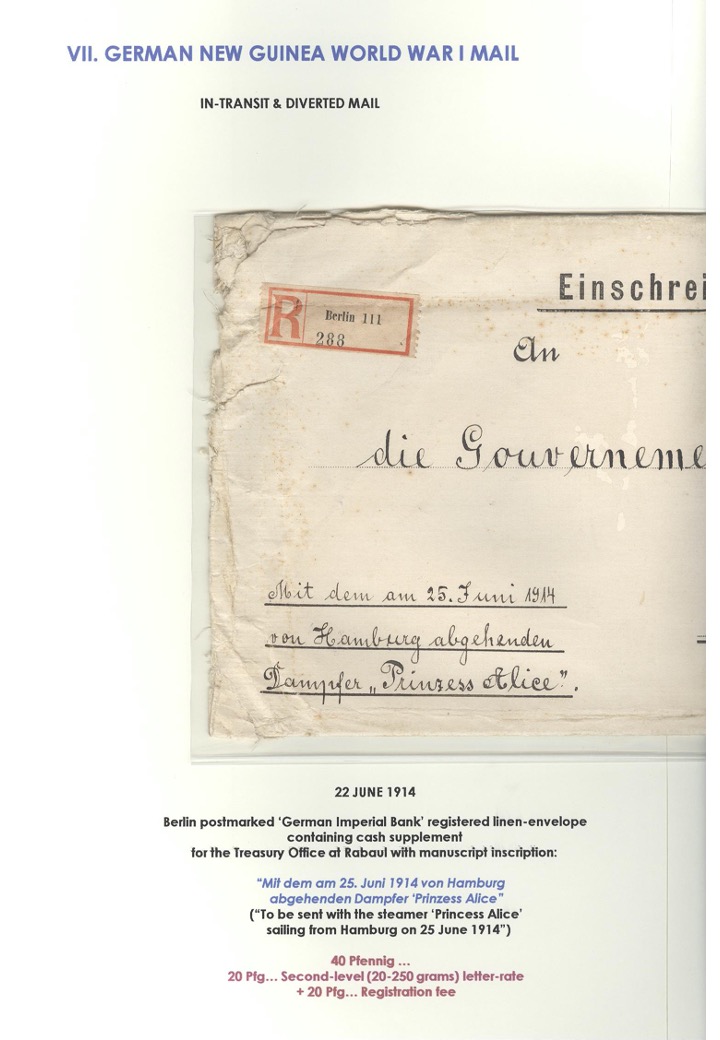 VII. GERMAN NEW GUINEA WORLD WAR I MAIL
IN-TRANSIT & DIVERTED MAIL
Einschrei
R
Berlin 111
288
An
die Gouverneme
Mit dem am 25. Juni 1914
von Hamburg abgehenden
Dampfer „Prinzess Alice”.
22 JUNE 1914
Berlin postmarked ‘German Imperial Bank’ registered linen-envelope
containing cash supplement
for the Treasury Office at Rabaul with manuscript inscription:
“Mit dem am 25. Juni 1914 von Hamburg
abgehenden Dampfer ‘Prinzess Alice”
(“To be sent with the steamer ‘Princess Alice’
sailing from Hamburg on 25 June 1914”)
40 Pfennig …
20 Pfg… Second-level (20-250 grams) letter-rate
+ 20 Pfg… Registration fee